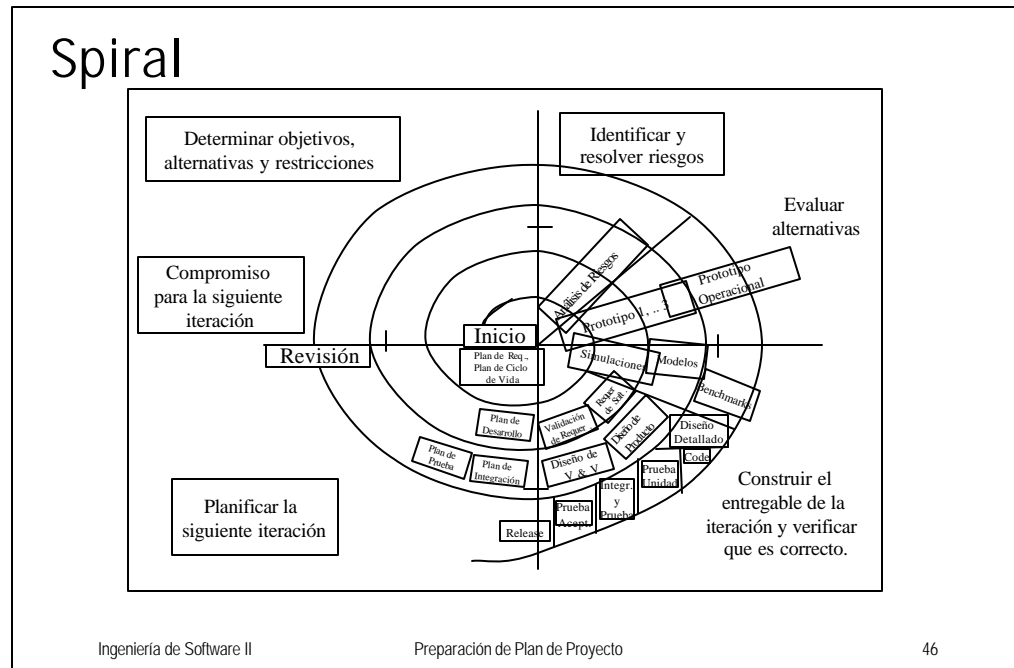 Spiral
Determinar objetivos,
alternativas y restricciones
Identificar y
resolver riesgos
Evaluar
alternativas
Compromiso
para la siguiente
iteración
Análisis de Riesgos
Prototipo 1, .. 3
Prototipo
Operacional
Inicio
Revisión
Plan de Req.,
Plan de Ciclo
de Vida
Simulaciones
Modelos
Benchmarks
Requer
de Soft.
Plan de
Desarrollo
Validación
de Requer.
Diseño de
Producto
Diseño
Detallado
Code
Plan de
Prueba
Plan de
Integración
Diseño de
V & V
Prueba
Unidad
Integr.
y
Prueba
Prueba
Acept.
Release
Planificar la
siguiente iteración
Construir el
entregable de la
iteración y verificar
que es correcto.
Ingeniería de Software II
Preparación de Plan de Proyecto
46